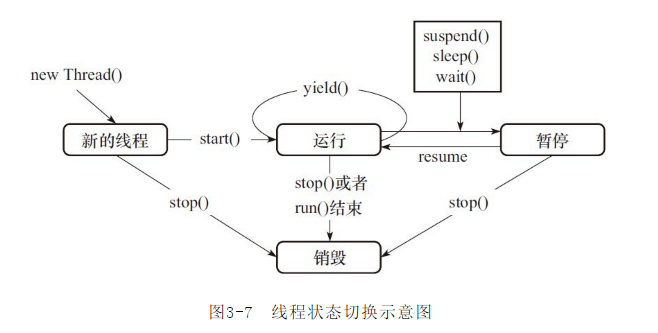 suspend()
sleep()
wait()
new Thread()
yield()
新的线程
start()
运行
暂停
resume
stop()或者
run()结束
stop()
stop()
销毁
图3-7 线程状态切换示意图